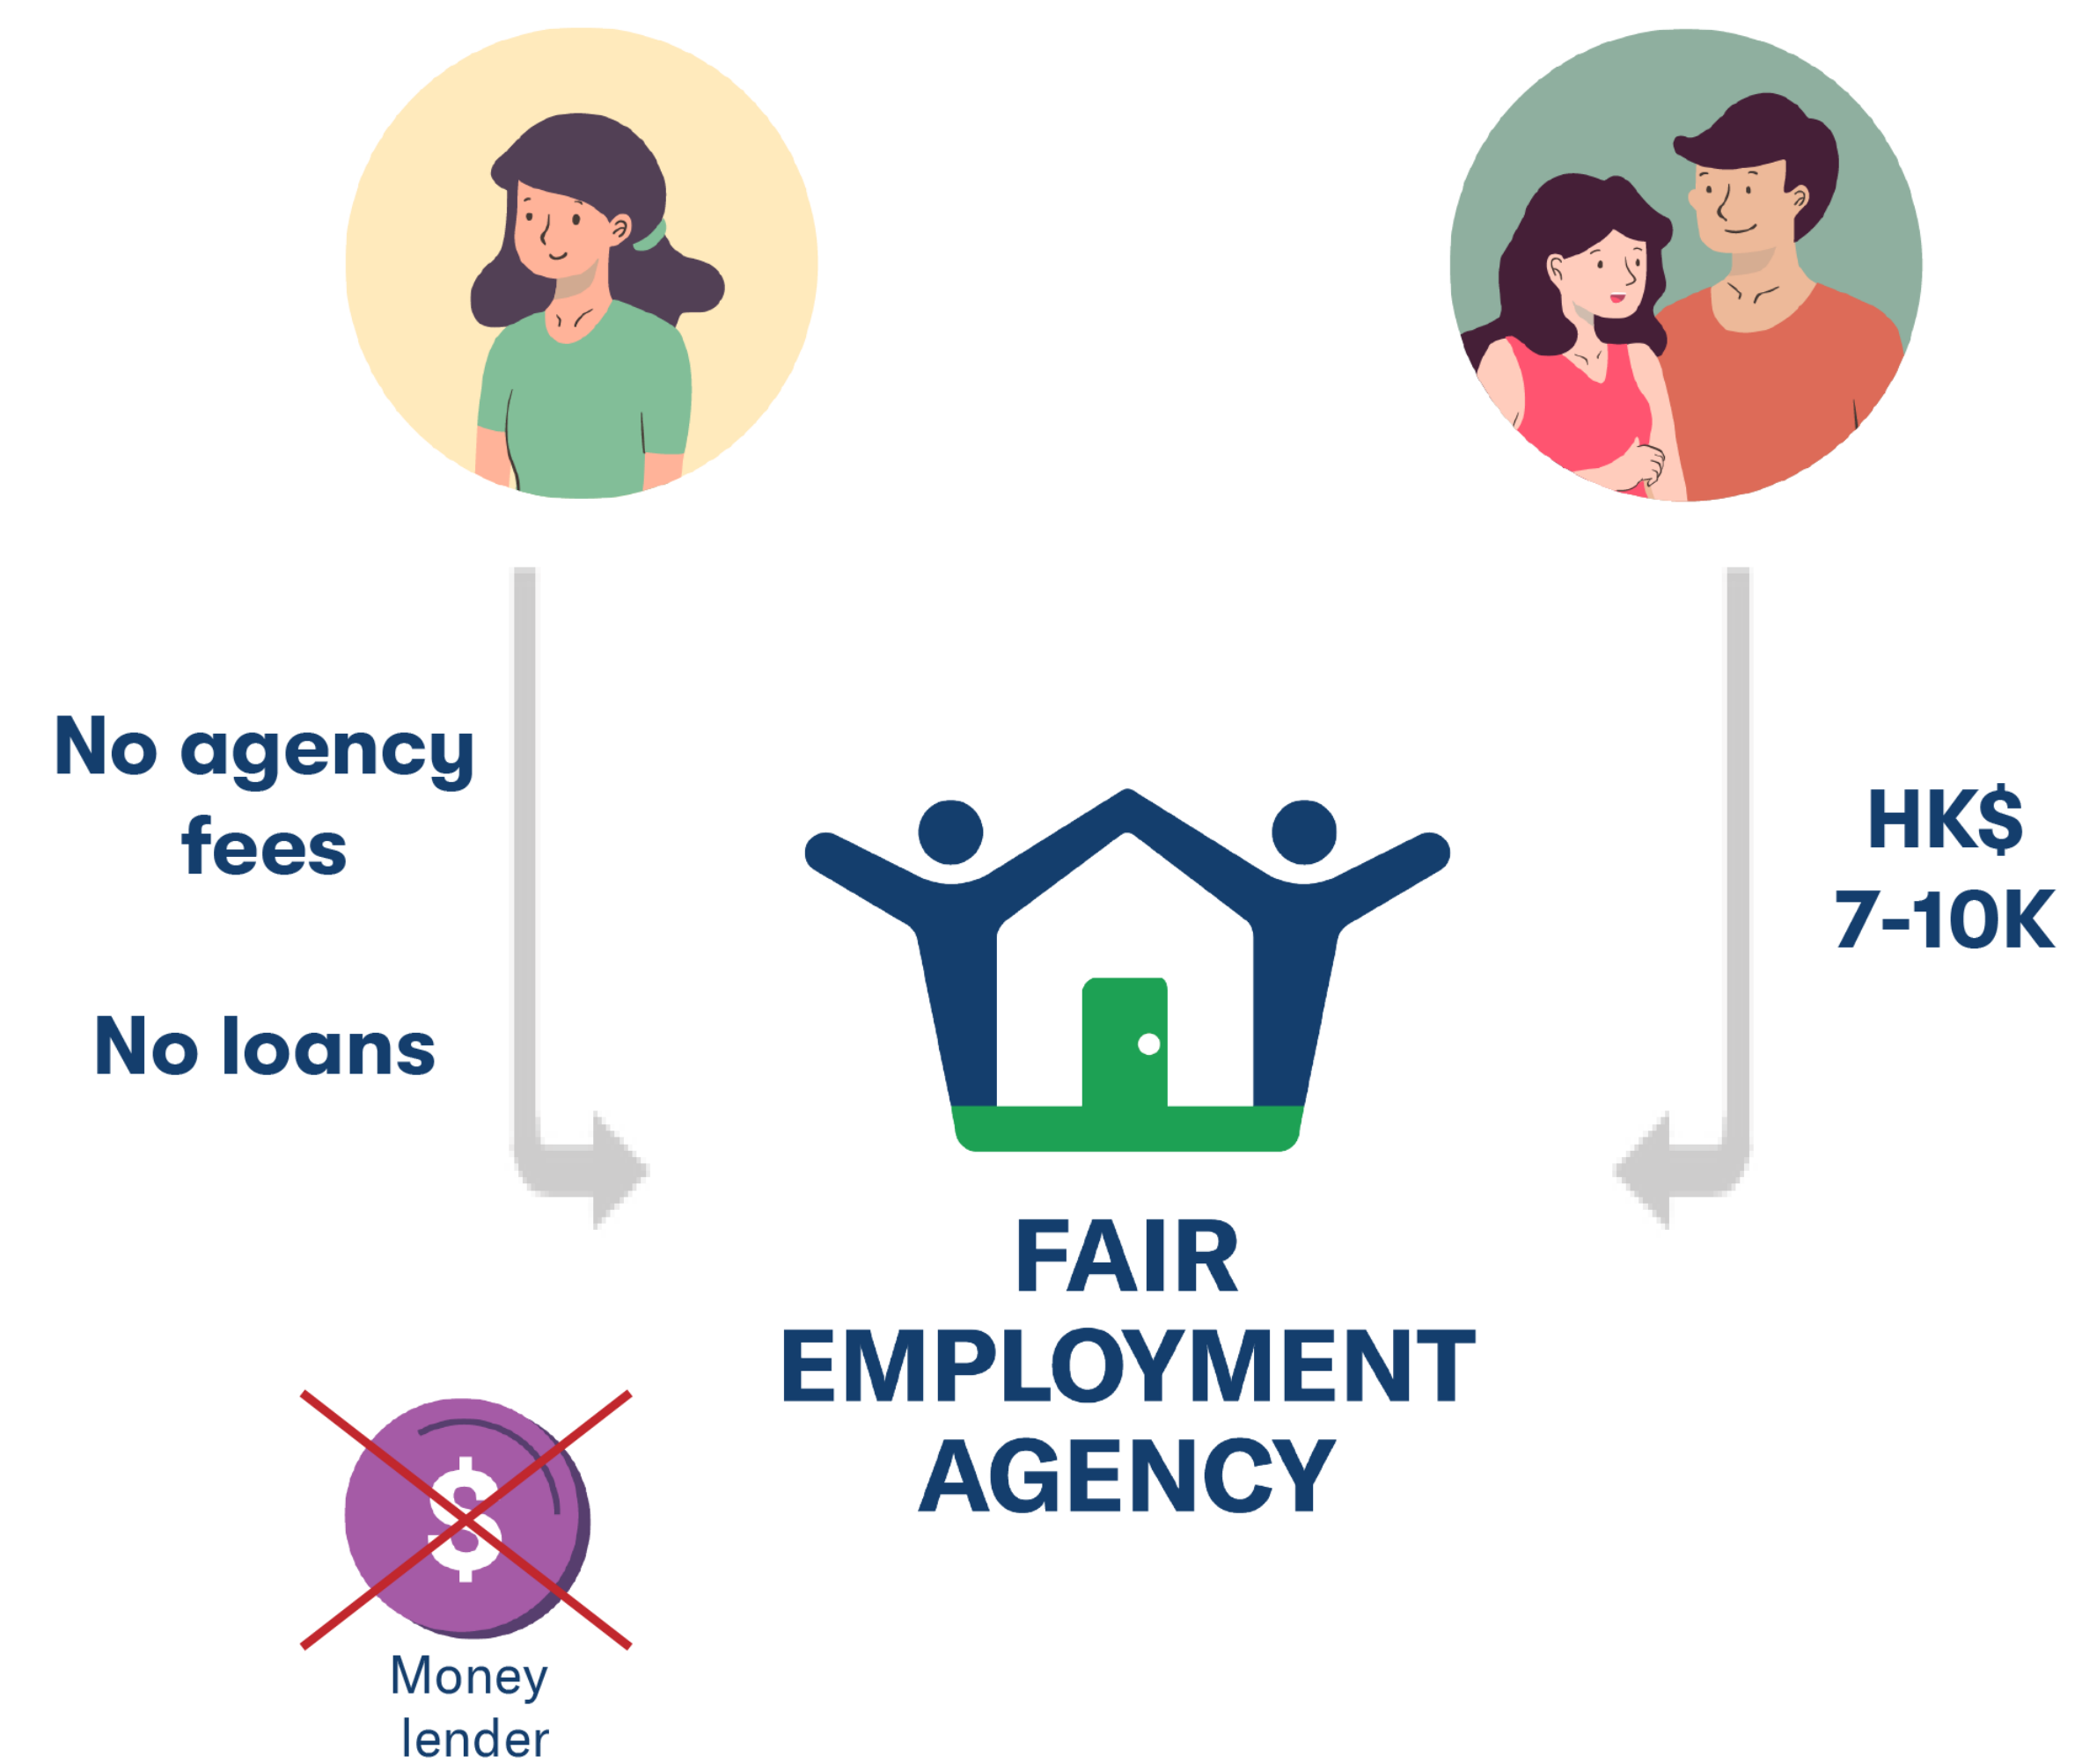 No agency
fees
No loans
HK$
7-10K
FAIR
EMPLOYMENT
AGENCY
$
Money
lender